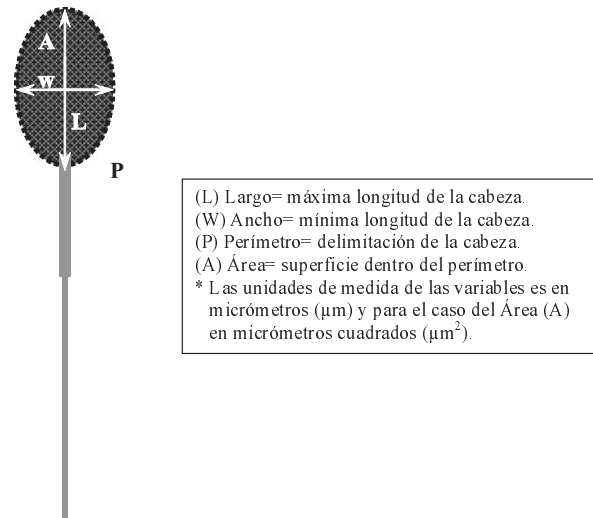 A
W
L
P
(L) Largo= máxima longitud de la cabeza.
(W) Ancho= mínima longitud de la cabeza.
(P) Perímetro= delimitación de la cabeza.
(A) Área= superficie dentro del perímetro.
* Las unidades de medida de las variables es en
micrómetros (µm) y para el caso del Área (A)
en micrómetros cuadrados (µm²).